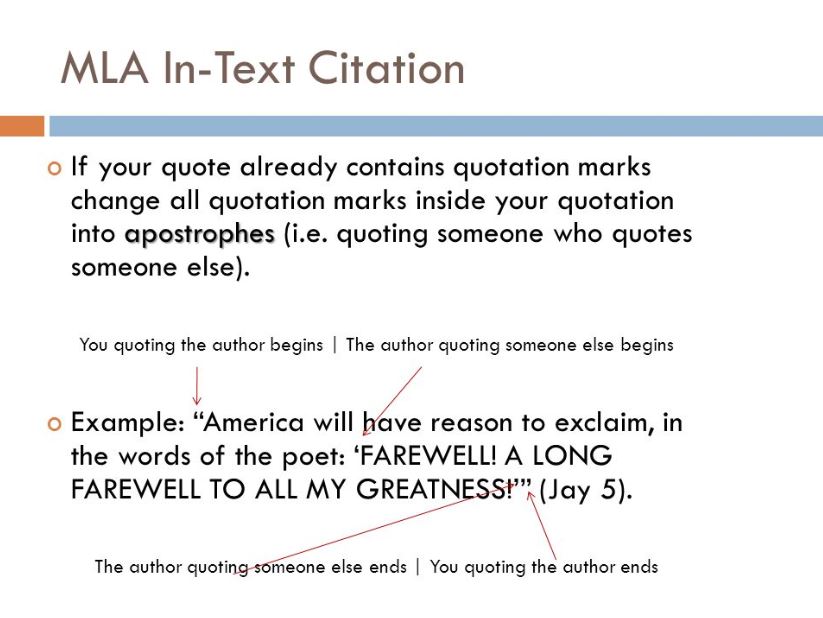 MLA In-Text Citation
o If your quote already contains quotation marks
change all quotation marks inside your quotation
into apostrophes (i.e. quoting someone who quotes
someone else).
You quoting the author begins | The author quoting someone else begins
o Example: “America will have reason to exclaim, in
the words of the poet: ‘FAREWELL! A LONG
FAREWELL TO ALL MY GREATNESS!’” (Jay 5).
The author quoting someone else ends | You quoting the author ends